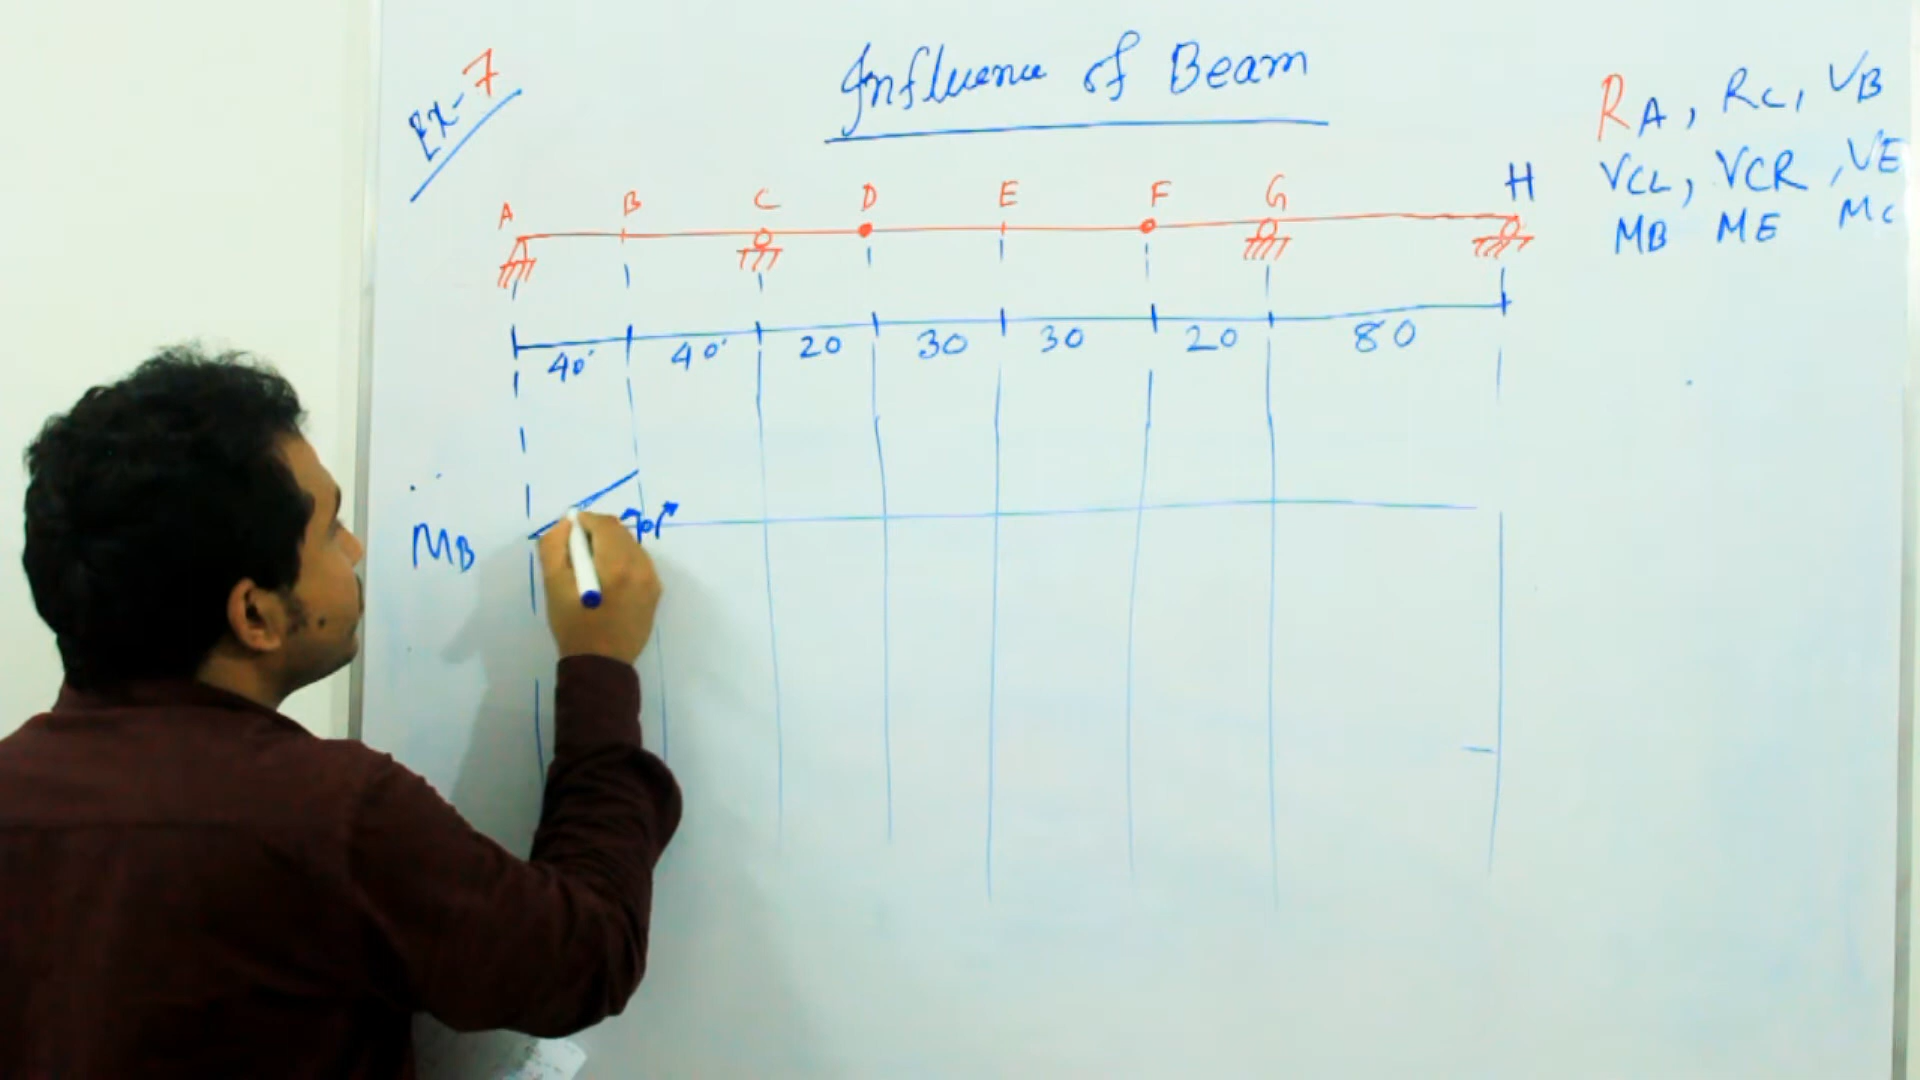 Ex-7
Influence of Beam
RA, RC, VB
VCL, VCR, VE
MB ME MC
A B C D E F G H
40' 40' 20 30 30 20 80
MB